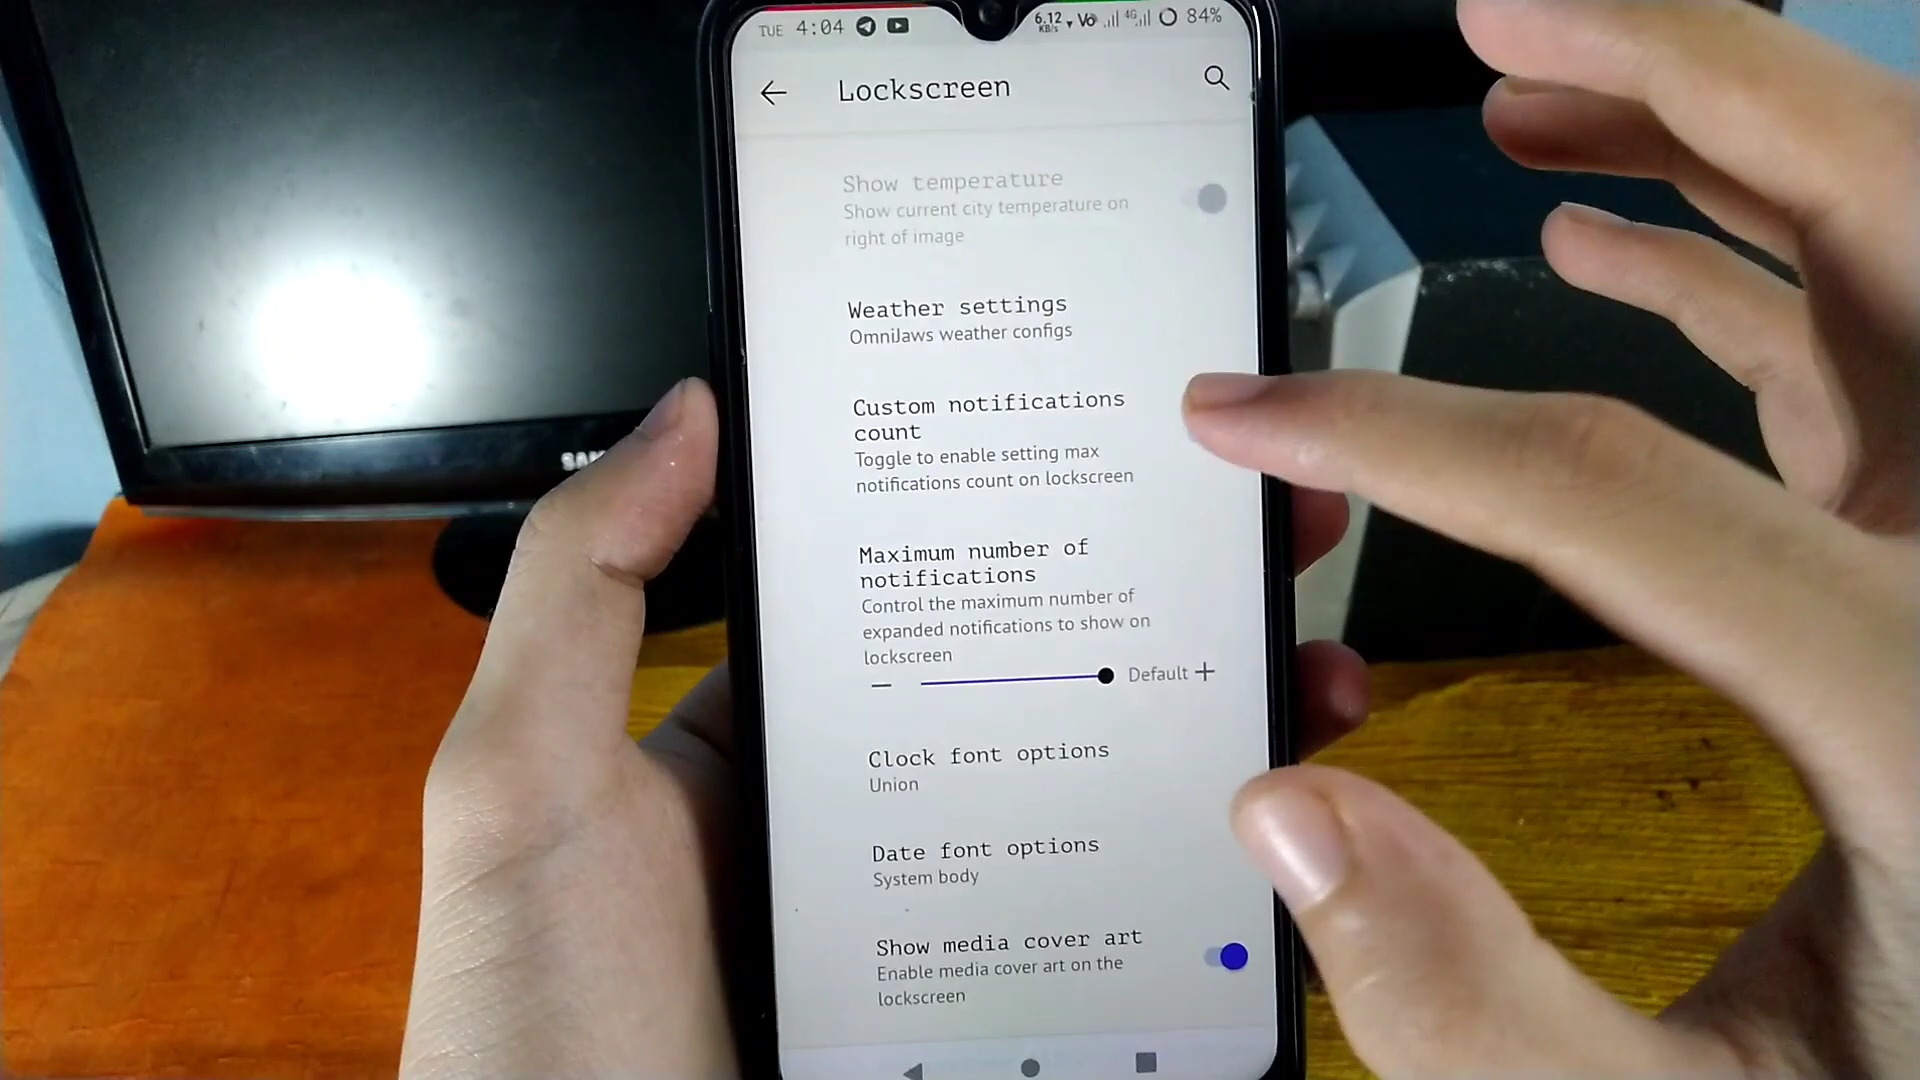 TUE 4:04 6.12 KB/s Vo 4G 84%
Lockscreen
Show temperature
Show current city temperature on
right of image
Weather settings
OmniJaws weather configs
Custom notifications
count
Toggle to enable setting max
notifications count on lockscreen
Maximum number of
notifications
Control the maximum number of
expanded notifications to show on
lockscreen
Default
Clock font options
Union
Date font options
System body
Show media cover art
Enable media cover art on the
lockscreen